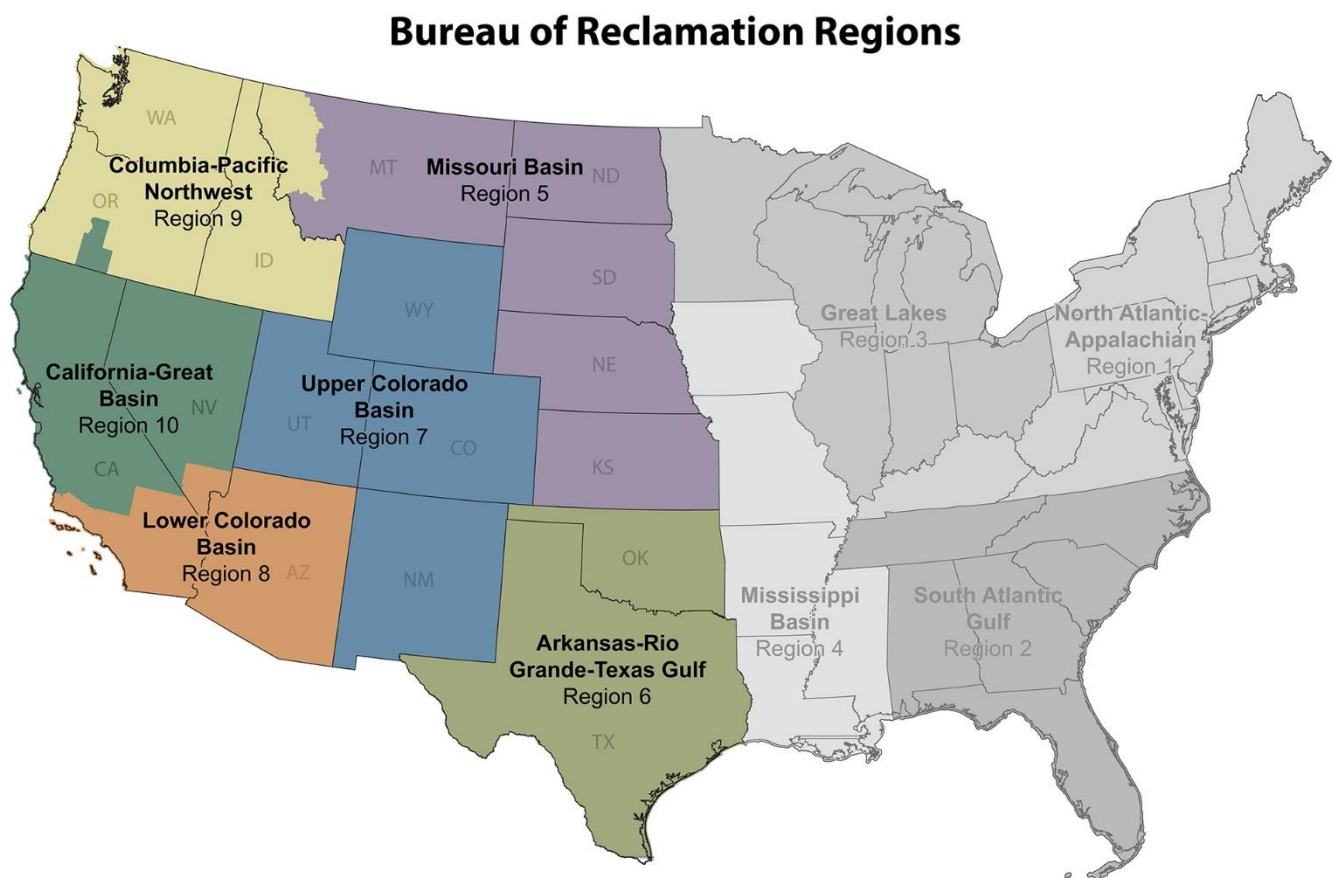 Bureau of Reclamation Regions
WA
Columbia-Pacific
Northwest
Region 9
OR
ID
MT
Missouri Basin
Region 5
ND
SD
NE
KS
WY
Great Lakes
Region 3
North Atlantic-
Appalachian
Region 1
California-Great
Basin
Region 10
NV
CA
Upper Colorado
Basin
Region 7
UT
CO
Lower Colorado
Basin
Region 8
AZ
NM
OK
Arkansas-Rio
Grande-Texas Gulf
Region 6
TX
Mississippi
Basin
Region 4
South Atlantic
Gulf
Region 2